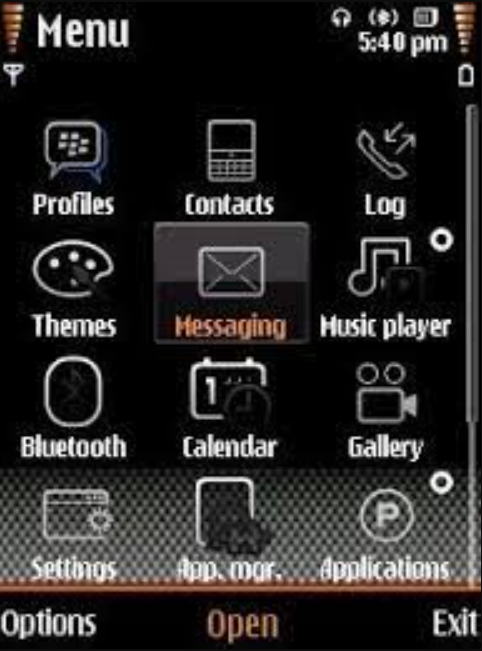 Menu
5:40 pm
Profiles
Contacts
Log
Themes
Messaging
Music player
Bluetooth
Calendar
Gallery
1
Settings
App. mgr.
Applications
P
Options
Open
Exit